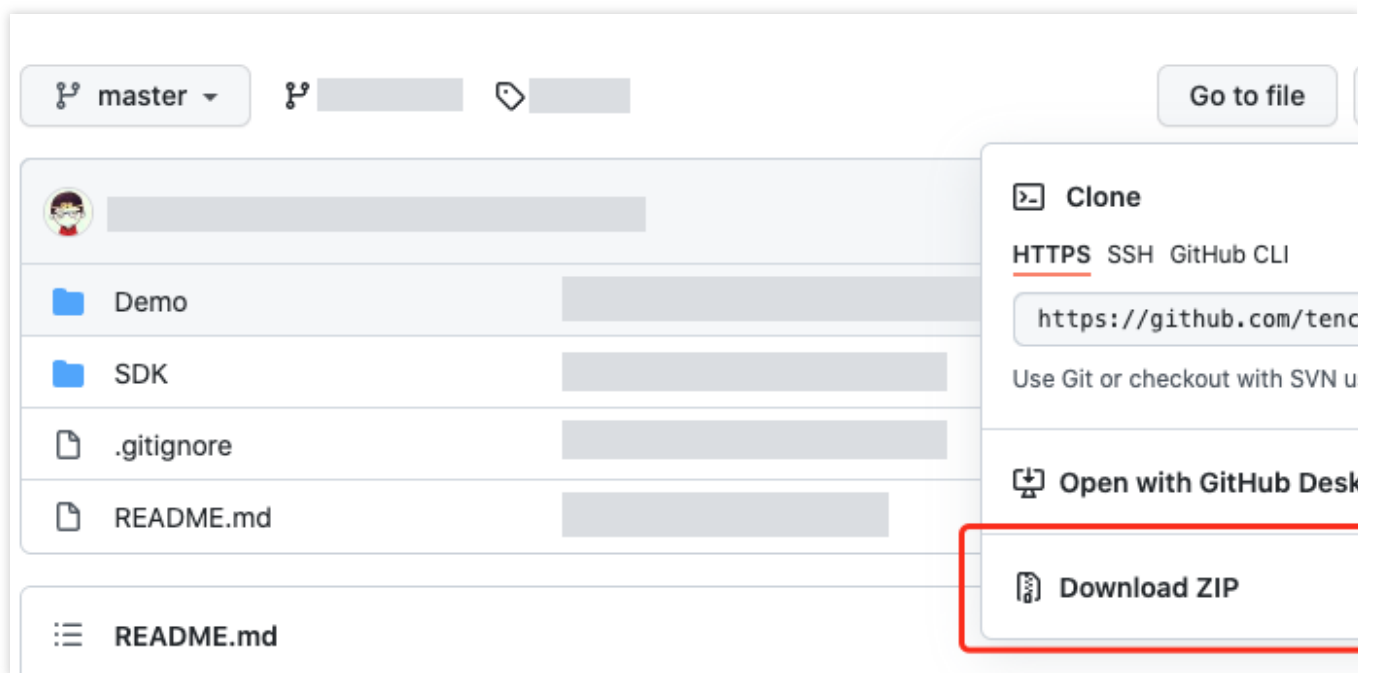 master
Go to file
Clone
HTTPS SSH GitHub CLI
https://github.com/tenc
Use Git or checkout with SVN u
Open with GitHub Desk
Download ZIP
Demo
SDK
.gitignore
README.md
README.md